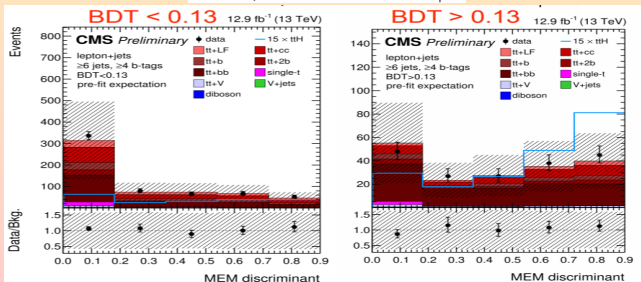 BDT < 0.13
12.9 fb⁻¹ (13 TeV)
Events
800
700
600
500
400
300
200
100
CMS Preliminary
lepton+jets
≥6 jets, ≥4 b-tags
BDT<0.13
pre-fit expectation
data
15 × ttH
tt+LF
tt+cc
tt+b
tt+2b
tt+bb
single-t
tt+V
V+jets
diboson
Data/Bkg.
1.5
1.0
0.5
0.0 0.1 0.2 0.3 0.4 0.5 0.6 0.7 0.8 0.9
MEM discriminant
BDT > 0.13
12.9 fb⁻¹ (13 TeV)
Events
140
120
100
80
60
40
20
CMS Preliminary
lepton+jets
≥6 jets, ≥4 b-tags
BDT>0.13
pre-fit expectation
data
15 × ttH
tt+LF
tt+cc
tt+b
tt+2b
tt+bb
single-t
tt+V
V+jets
diboson
Data/Bkg.
1.5
1.0
0.5
0.0 0.1 0.2 0.3 0.4 0.5 0.6 0.7 0.8 0.9
MEM discriminant